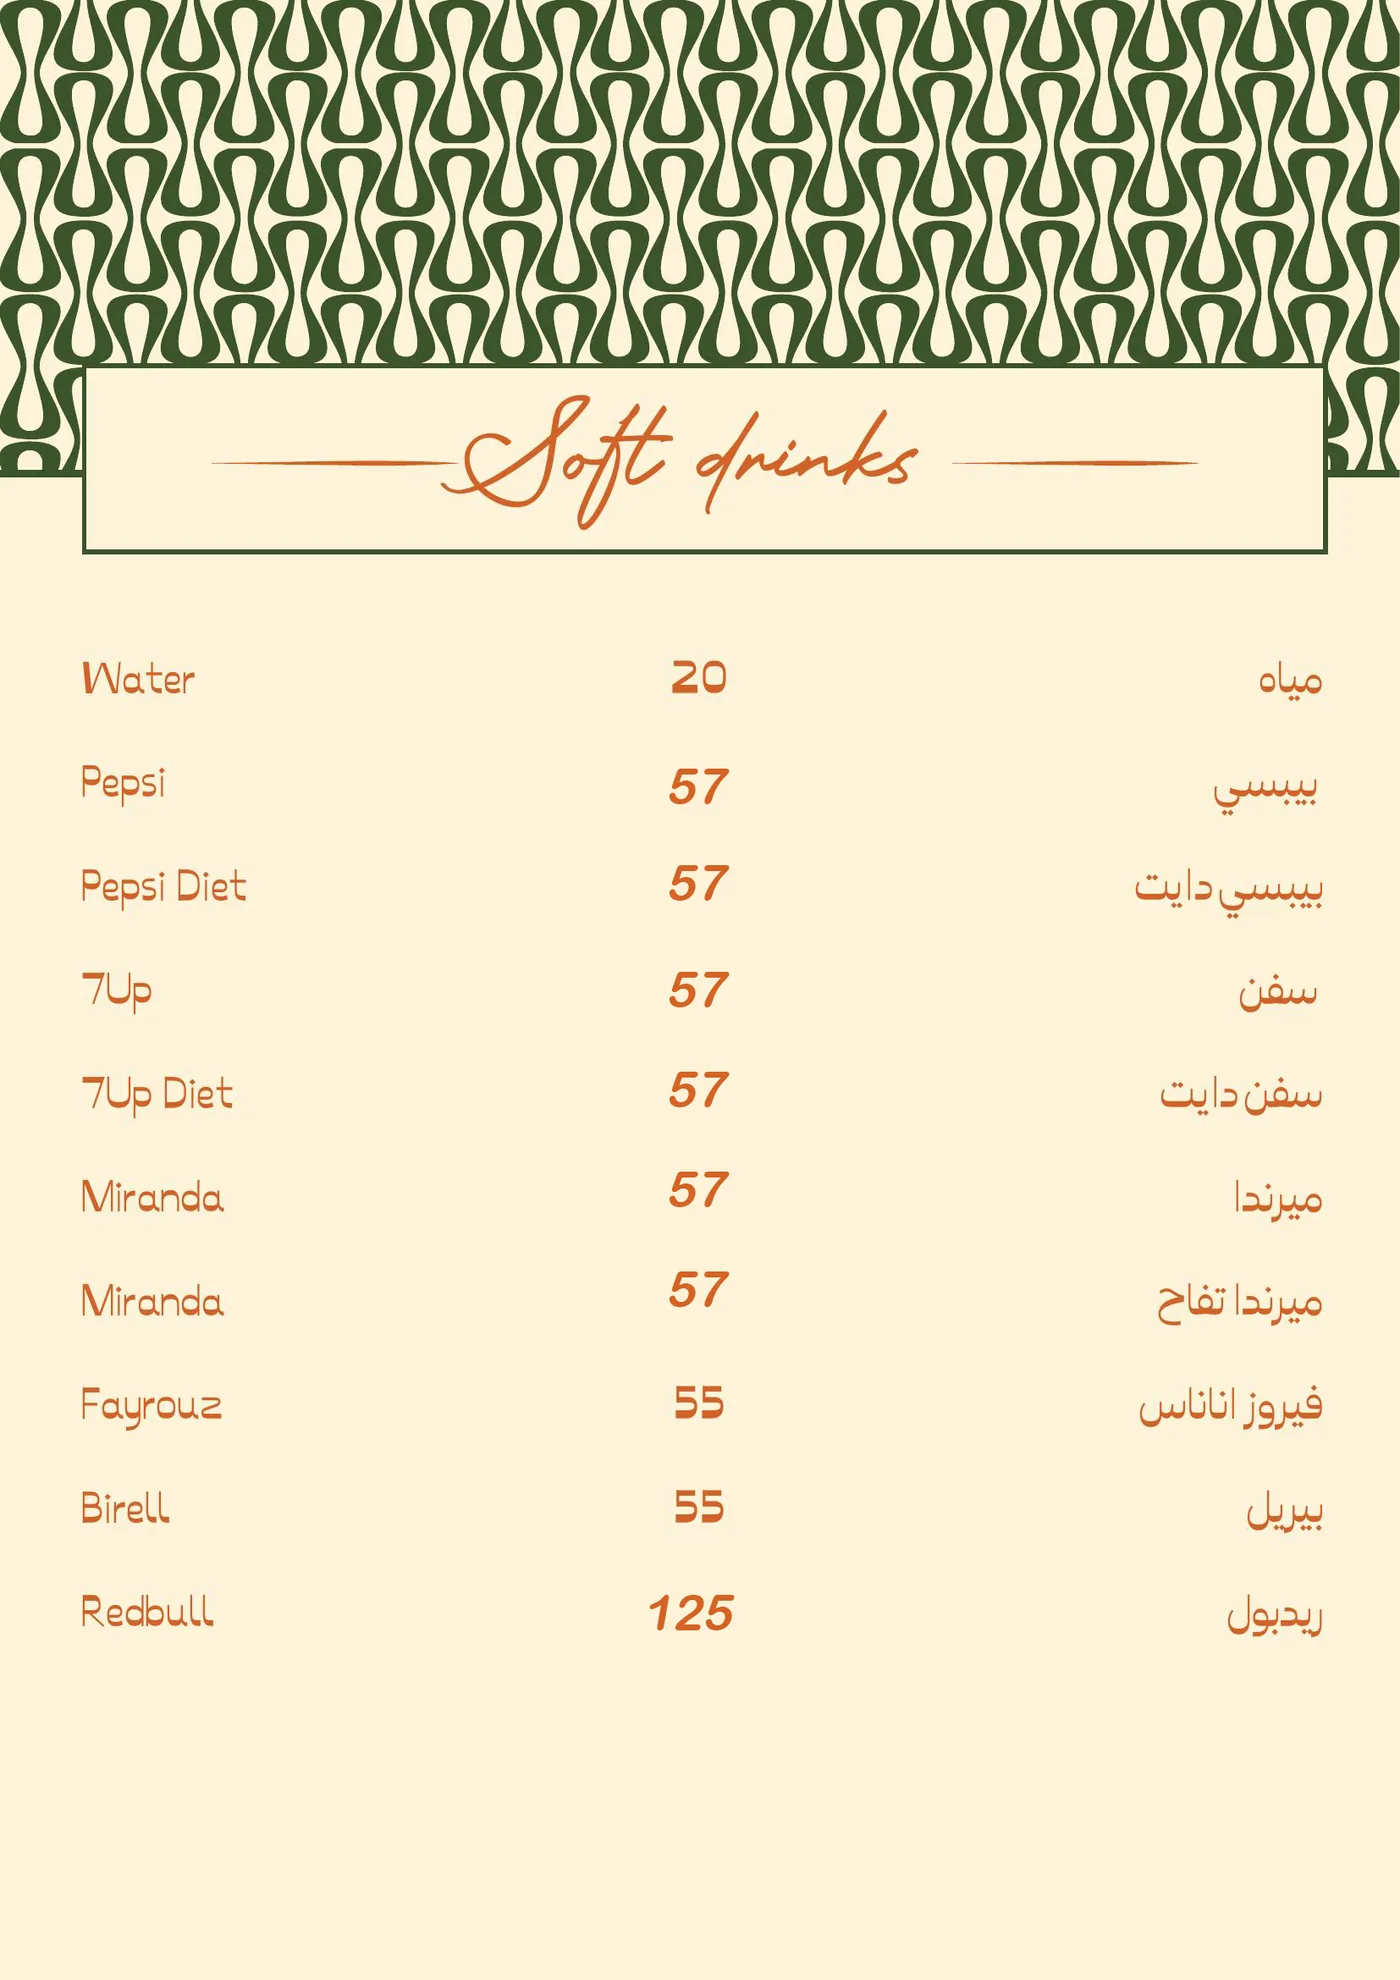 Soft drinks
Water 20 مياه
Pepsi 57 بيبسي
Pepsi Diet 57 بيبسي دايت
7Up 57 سفن
7Up Diet 57 سفن دايت
Miranda 57 ميرندا
Miranda 57 ميرندا تفاح
Fayrouz 55 فيروز اناناس
Birell 55 بيريل
Redbull 125 ريدبول